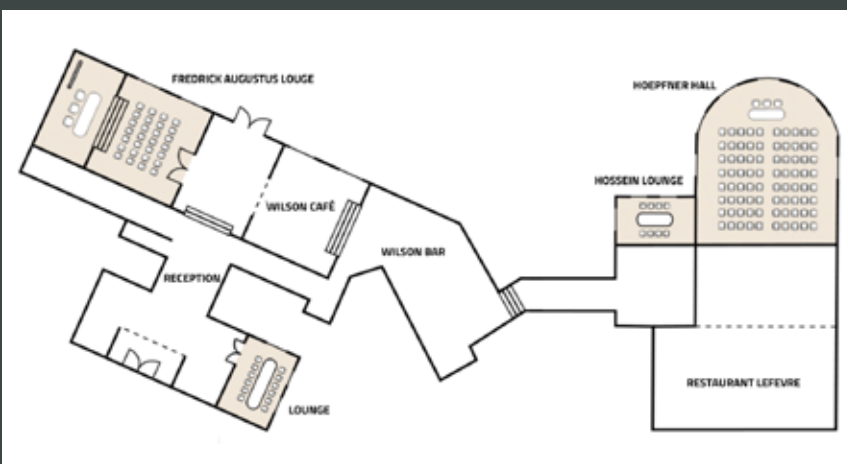 FREDRICK AUGUSTUS LOUGE
HOEPFNER HALL
HOSSEIN LOUNGE
WILSON CAFÉ
WILSON BAR
RECEPTION
RESTAURANT LEFEVRE
LOUNGE